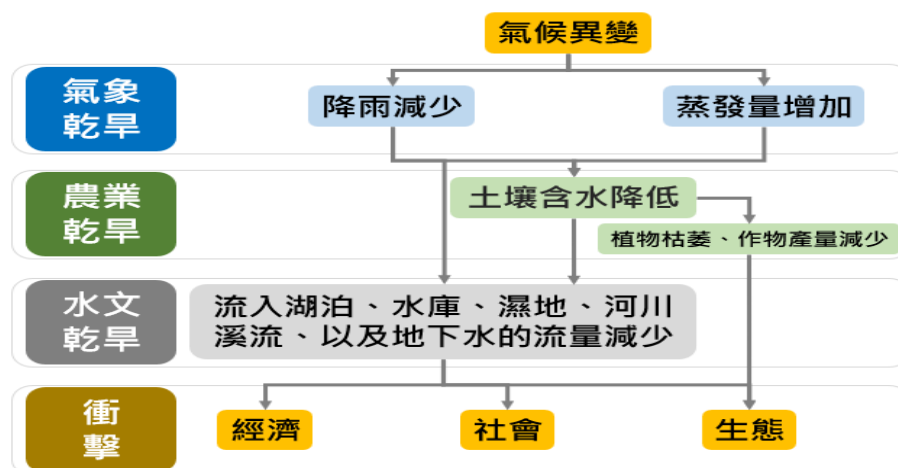 氣候異變
氣象
乾旱
降雨減少
蒸發量增加
農業
乾旱
土壤含水降低
植物枯萎、作物產量減少
水文
乾旱
流入湖泊、水庫、濕地、河川
溪流、以及地下水的流量減少
衝
擊
經濟
社會
生態